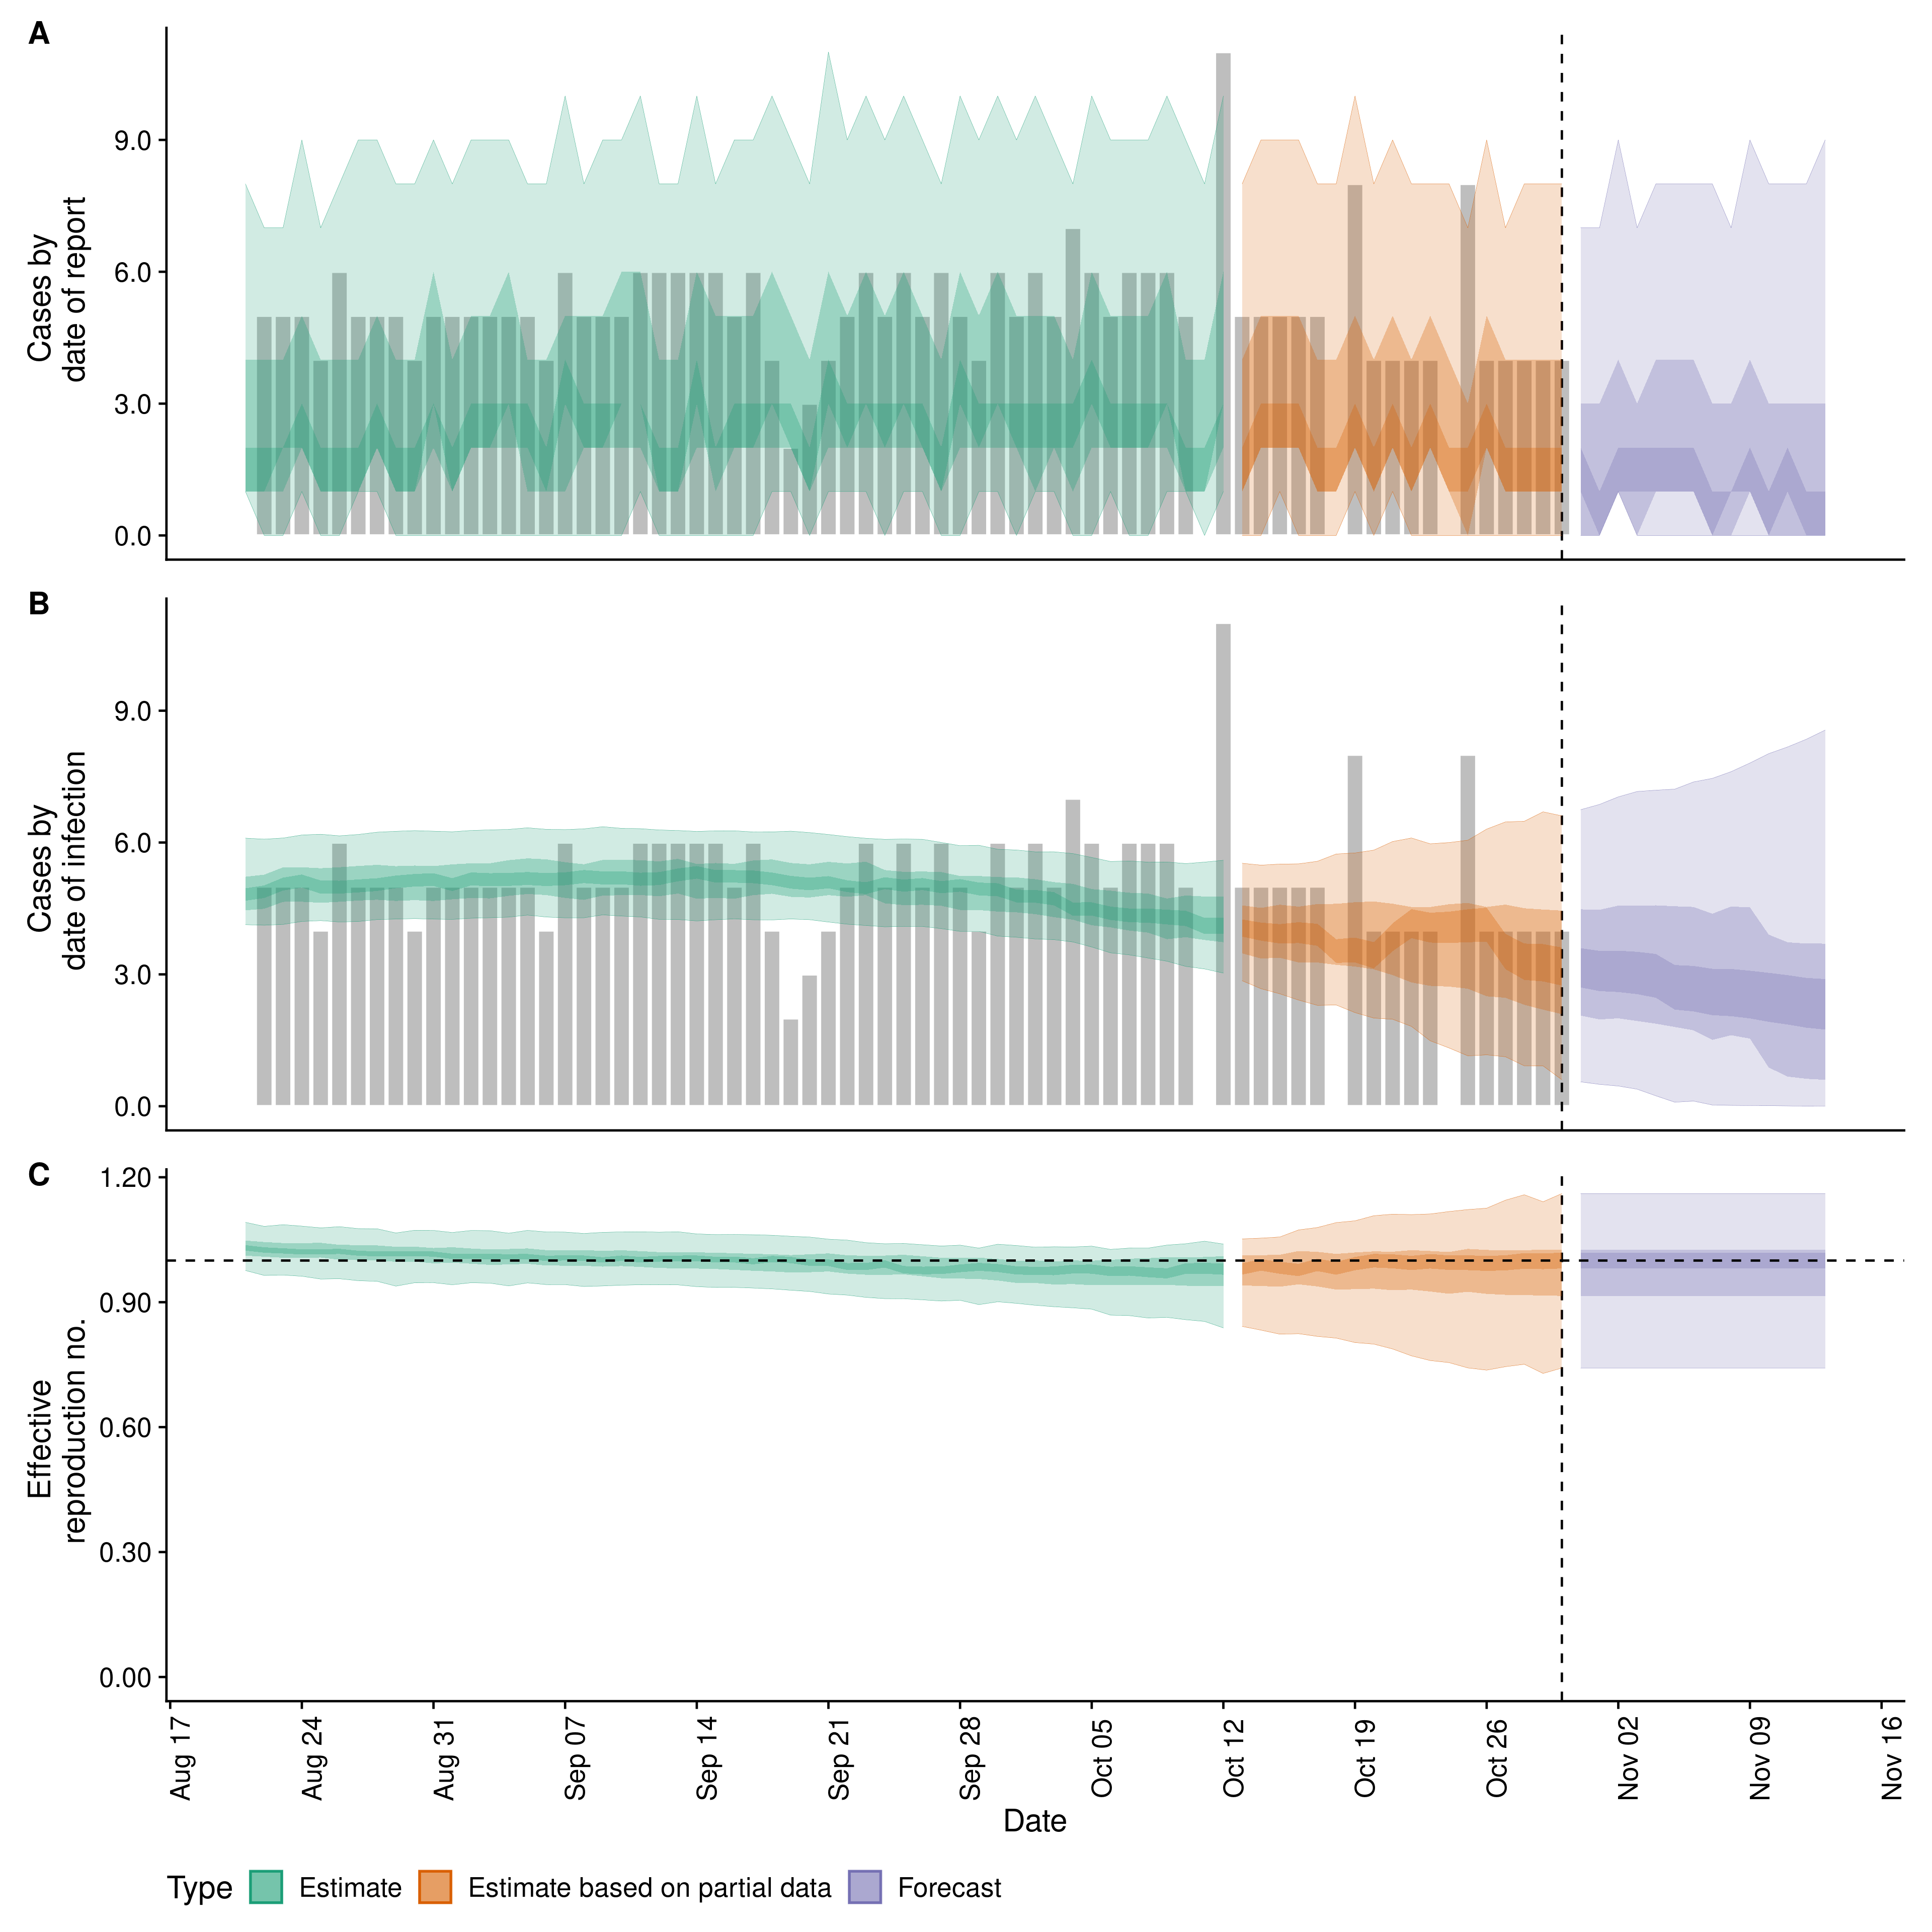 A
Cases by
date of report
9.0
6.0
3.0
0.0
B
Cases by
date of infection
9.0
6.0
3.0
0.0
C
Effective
reproduction no.
1.20
0.90
0.60
0.30
0.00
Aug 17
Aug 24
Aug 31
Sep 07
Sep 14
Sep 21
Sep 28
Oct 05
Oct 12
Oct 19
Oct 26
Nov 02
Nov 09
Nov 16
Date
Type Estimate Estimate based on partial data Forecast